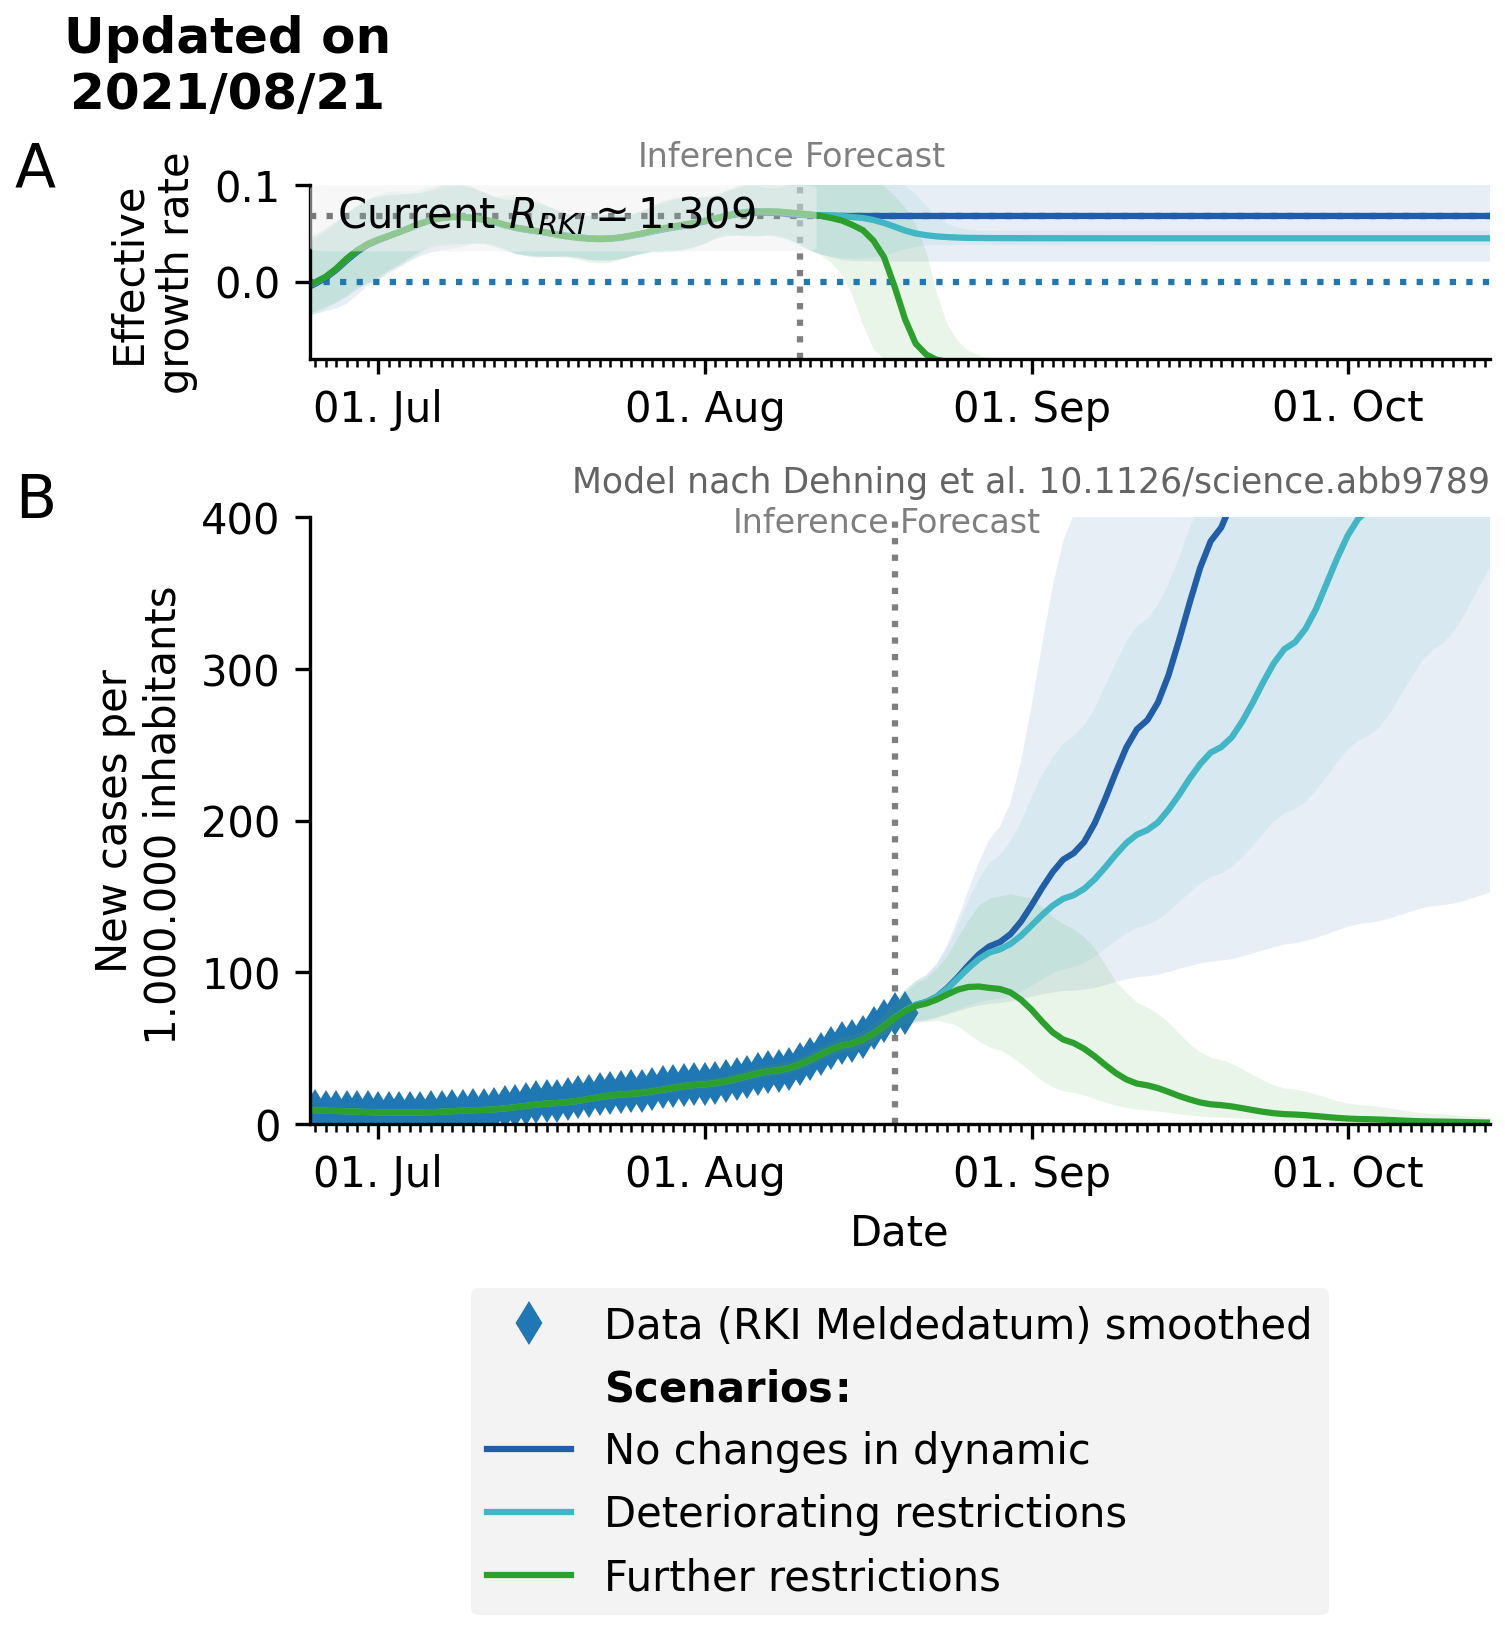 Updated on
2021/08/21
A
Inference Forecast
Effective
growth rate
0.1
0.0
Current R_RKI ≃ 1.309
01. Jul
01. Aug
01. Sep
01. Oct
B
Model nach Dehning et al. 10.1126/science.abb9789
Inference Forecast
New cases per
1.000.000 inhabitants
400
300
200
100
0
01. Jul
01. Aug
01. Sep
01. Oct
Date
Data (RKI Meldedatum) smoothed
Scenarios:
No changes in dynamic
Deteriorating restrictions
Further restrictions